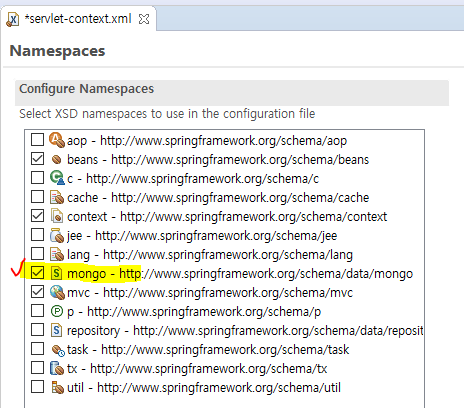 *servlet-context.xml
Namespaces
Configure Namespaces
Select XSD namespaces to use in the configuration file
aop - http://www.springframework.org/schema/aop
beans - http://www.springframework.org/schema/beans
c - http://www.springframework.org/schema/c
cache - http://www.springframework.org/schema/cache
context - http://www.springframework.org/schema/context
jee - http://www.springframework.org/schema/jee
lang - http://www.springframework.org/schema/lang
mongo - http://www.springframework.org/schema/data/mongo
mvc - http://www.springframework.org/schema/mvc
p - http://www.springframework.org/schema/p
repository - http://www.springframework.org/schema/data/reposit
task - http://www.springframework.org/schema/task
tx - http://www.springframework.org/schema/tx
util - http://www.springframework.org/schema/util